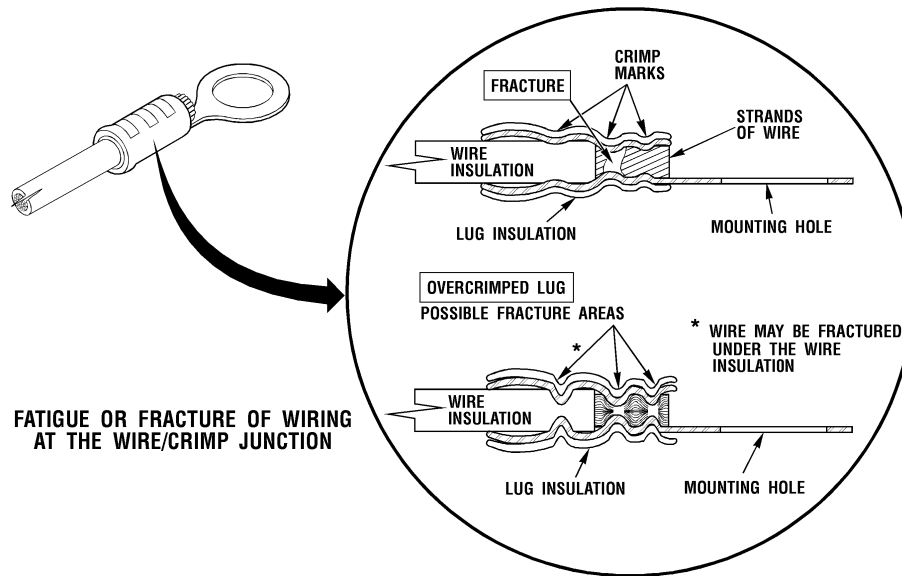 CRIMP
MARKS
FRACTURE
STRANDS
OF WIRE
WIRE
INSULATION
LUG INSULATION
MOUNTING HOLE
OVERCRIMPED LUG
POSSIBLE FRACTURE AREAS
*
* WIRE MAY BE FRACTURED
UNDER THE WIRE
INSULATION
WIRE
INSULATION
FATIGUE OR FRACTURE OF WIRING
AT THE WIRE/CRIMP JUNCTION
LUG INSULATION
MOUNTING HOLE